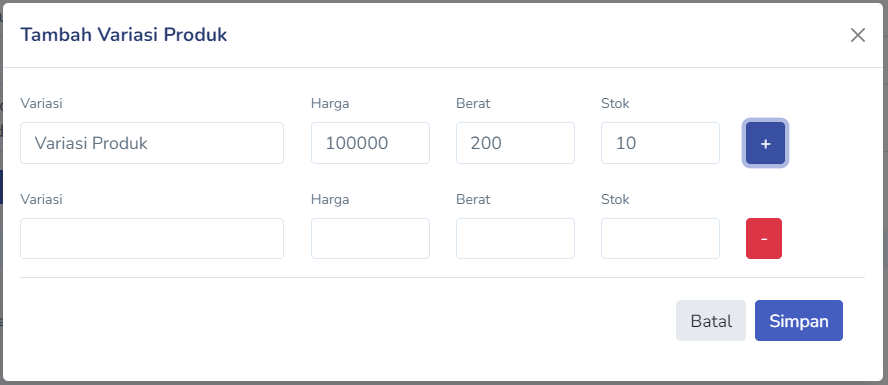 Tambah Variasi Produk
Variasi Harga Berat Stok
Variasi Produk 100000 200 10 +
Variasi Harga Berat Stok
-
Batal Simpan